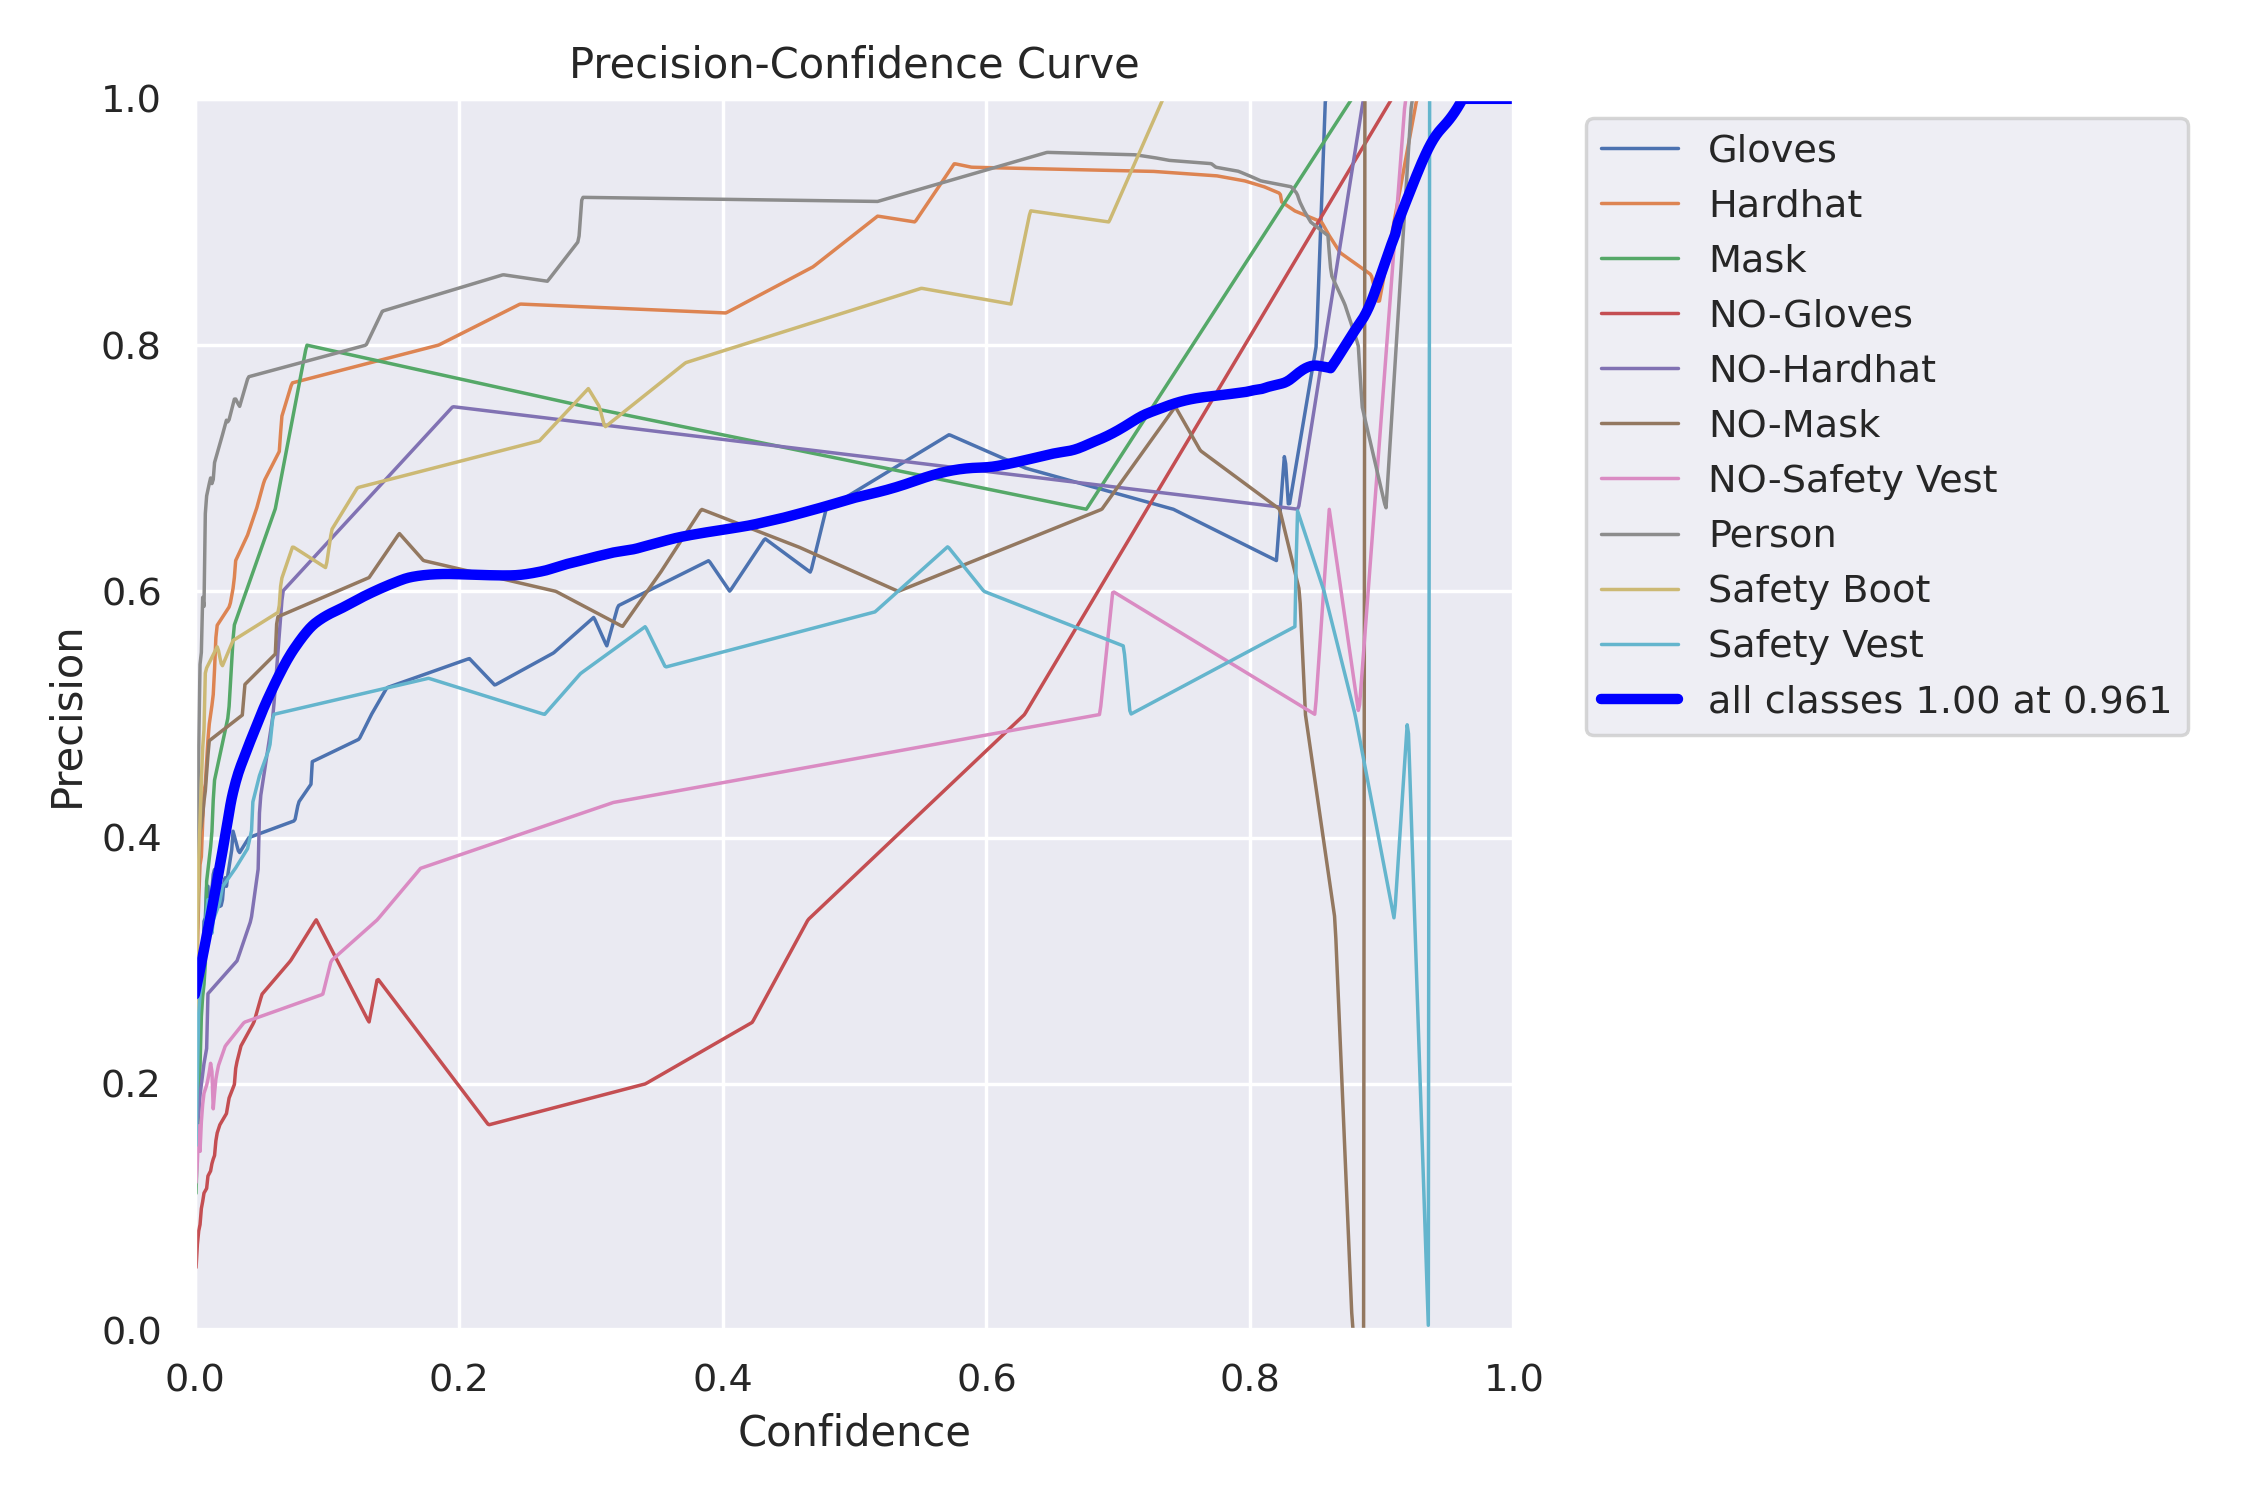 Precision-Confidence Curve
1.0
0.8
0.6
0.4
0.2
0.0
Precision
0.0 0.2 0.4 0.6 0.8 1.0
Confidence
Gloves
Hardhat
Mask
NO-Gloves
NO-Hardhat
NO-Mask
NO-Safety Vest
Person
Safety Boot
Safety Vest
all classes 1.00 at 0.961